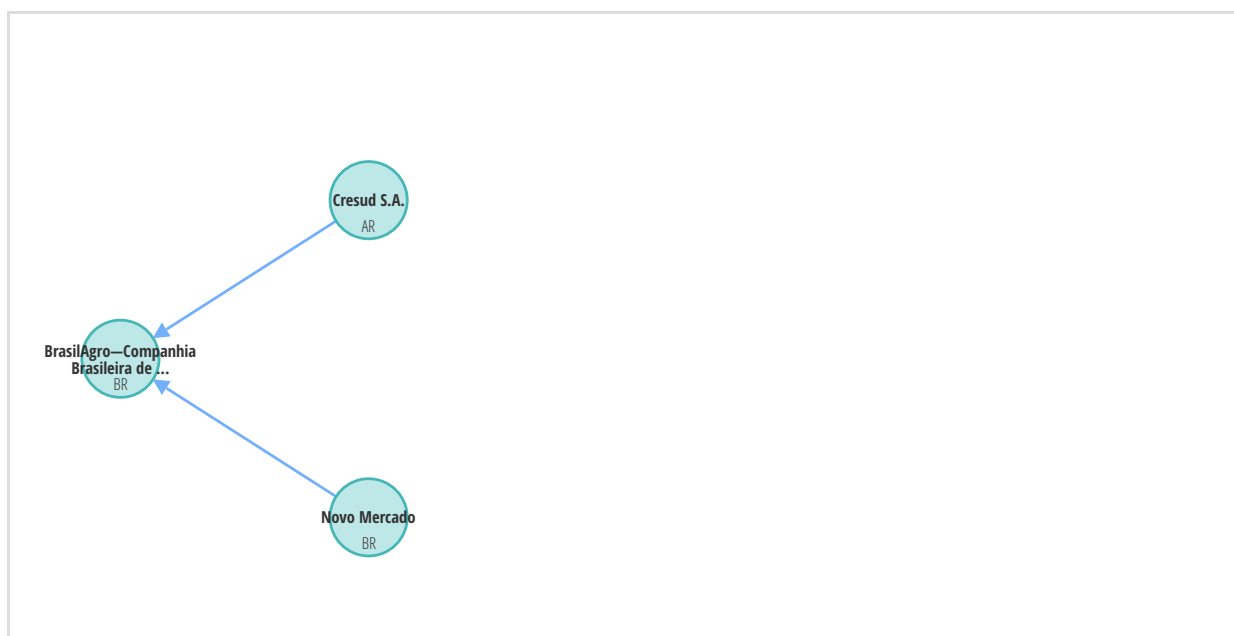 Cresud S.A.
AR
BrasilAgro—Companhia
Brasileira de ...
BR
Novo Mercado
BR